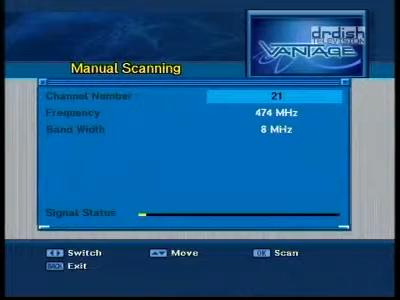 drdish
TELEVISION
VANTAGE
Manual Scanning
Channel Number 21
Frequency 474 MHz
Band Width 8 MHz
Signal Status
Switch Move OK Scan
Exit